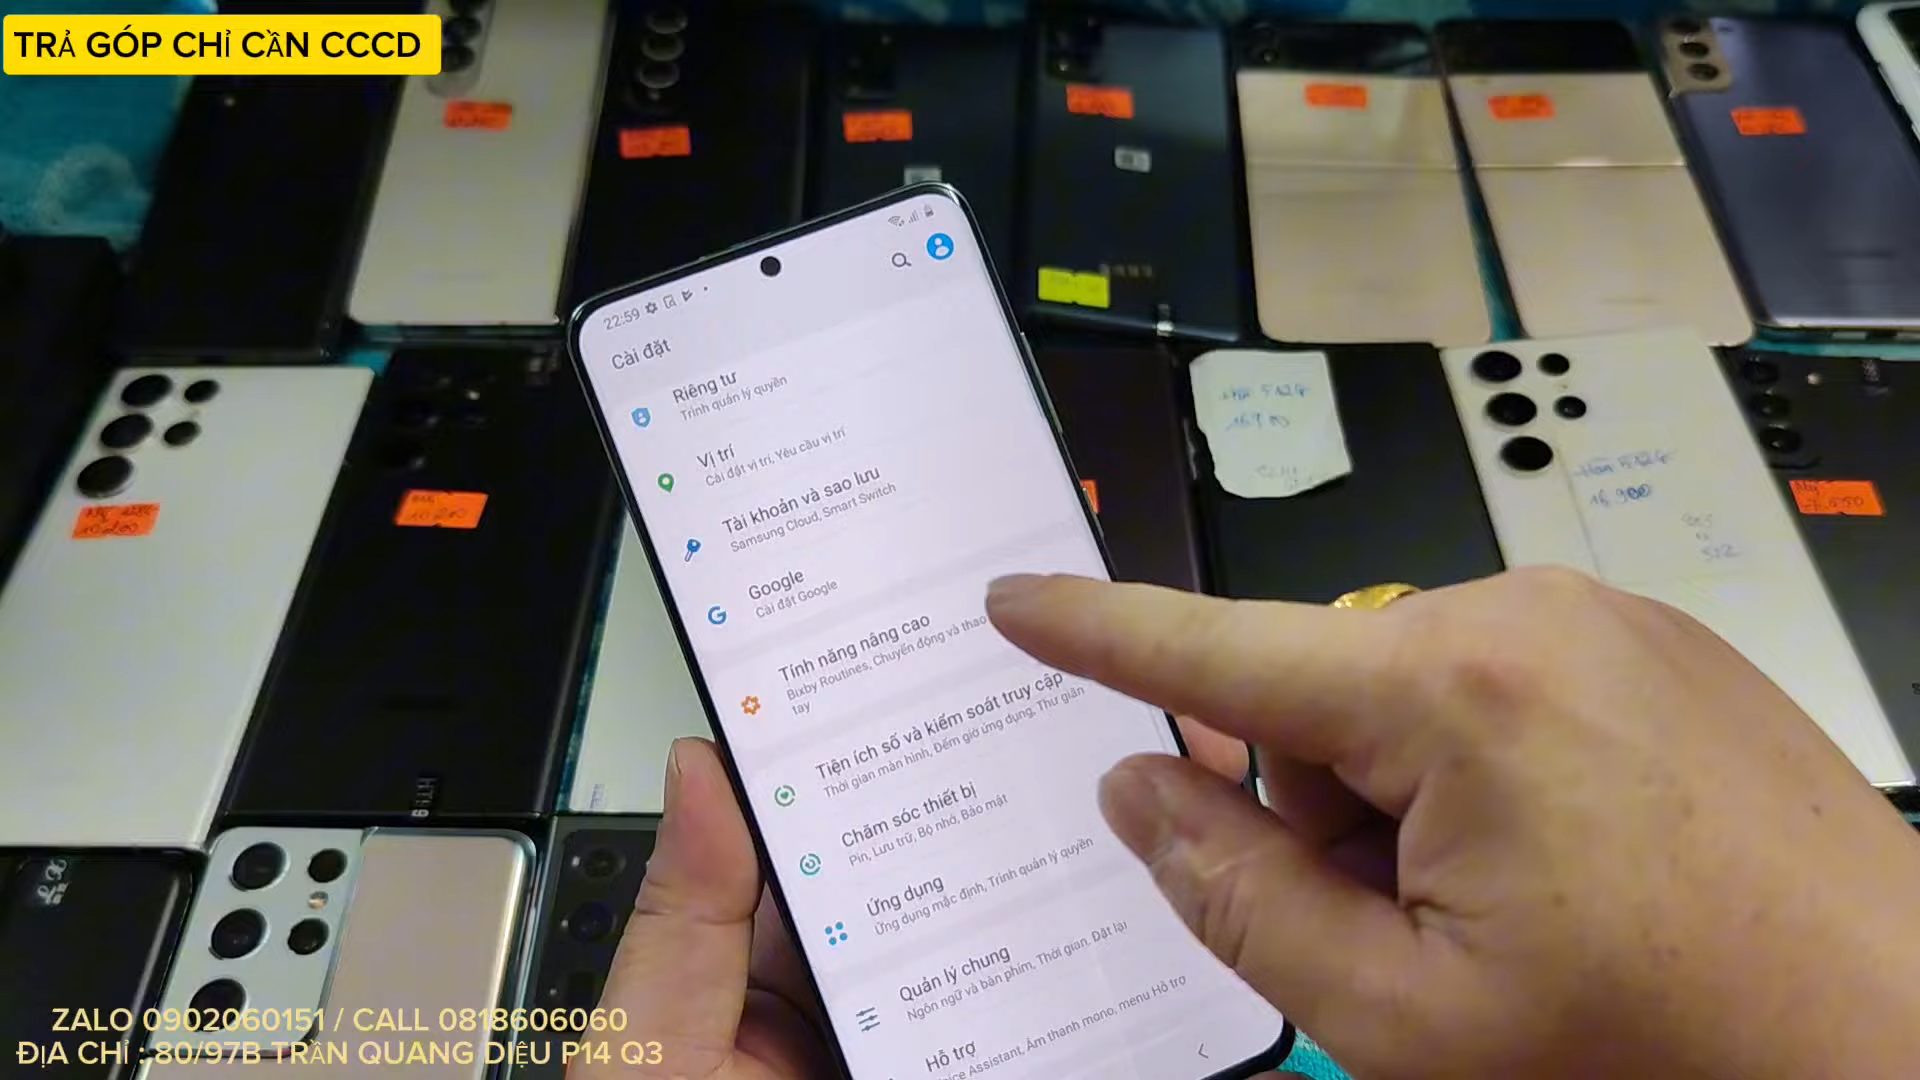 TRẢ GÓP CHỈ CẦN CCCD
22:59
Cài đặt
Riêng tư
Trình quản lý quyền
Vị trí
Cài đặt vị trí, Yêu cầu vị trí
Tài khoản và sao lưu
Samsung Cloud, Smart Switch
Google
Cài đặt Google
Tính năng nâng cao
Bixby Routines, Chuyển động và thao
tay
Tiện ích số và kiểm soát truy cập
Thời gian màn hình, Đếm giờ ứng dụng, Thư giãn
Chăm sóc thiết bị
Pin, Lưu trữ, Bộ nhớ, Bảo mật
Ứng dụng
Ứng dụng mặc định, Trình quản lý quyền
Quản lý chung
Ngôn ngữ và bàn phím, Thời gian. Đặt lại
Hỗ trợ
Assistant, Âm thanh mono, menu Hỗ trợ
16.900
ZALO 0902060151 / CALL 0818606060
ĐỊA CHỈ : 80/97B TRẦN QUANG DIỆU P14 Q3